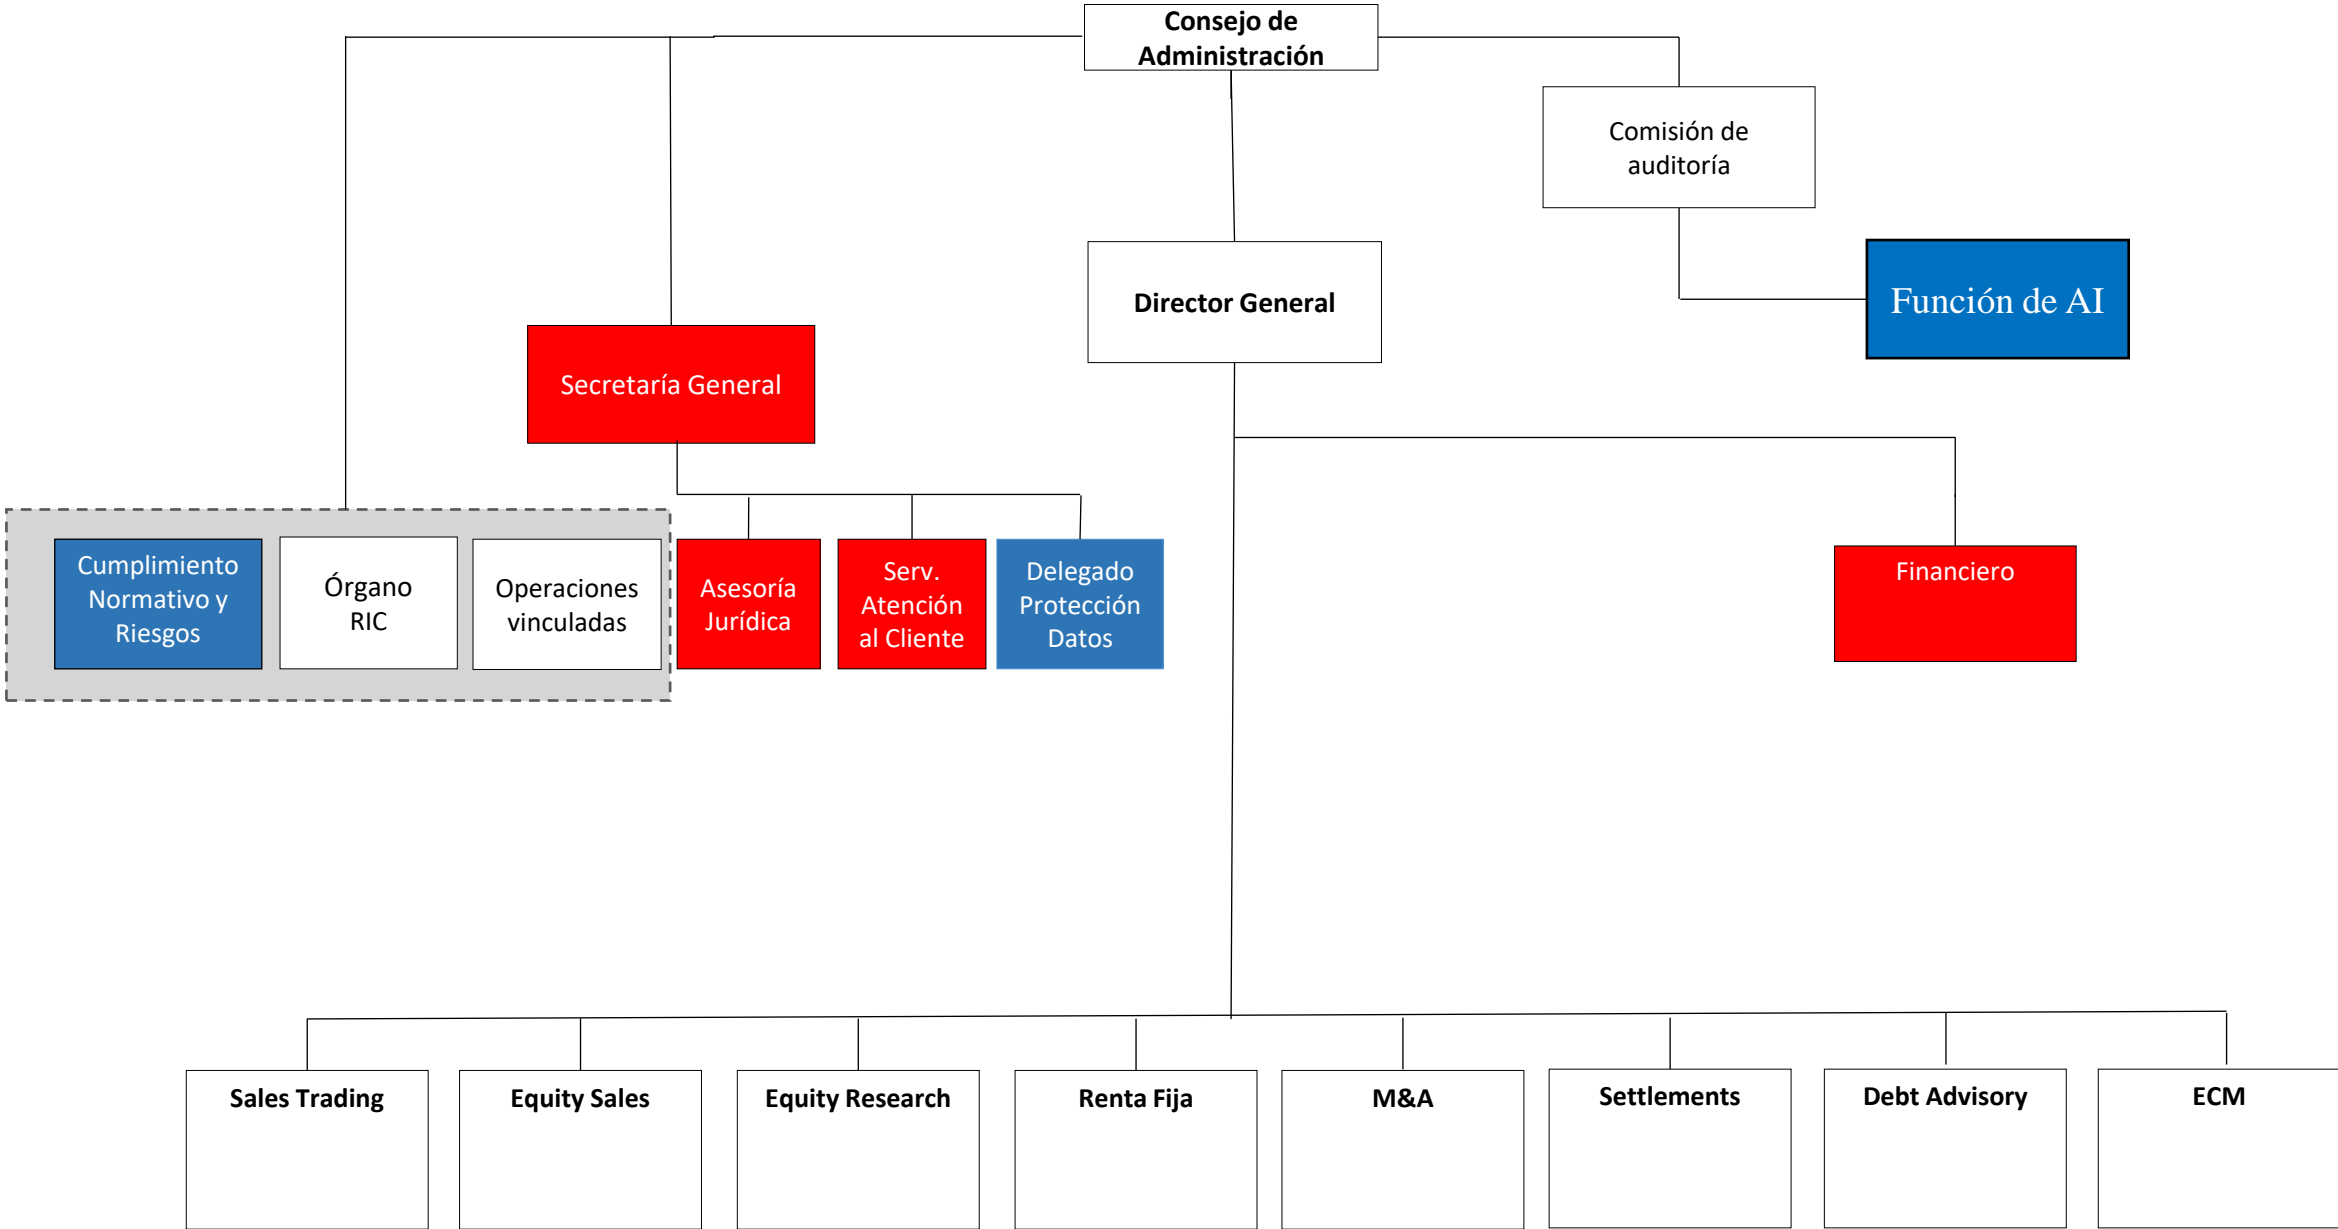 Consejo de
Administración
Comisión de
auditoría
Director General
Función de AI
Secretaría General
Cumplimiento
Normativo y
Riesgos
Órgano
RIC
Operaciones
vinculadas
Asesoría
Jurídica
Serv.
Atención
al Cliente
Delegado
Protección
Datos
Financiero
Sales Trading
Equity Sales
Equity Research
Renta Fija
M&A
Settlements
Debt Advisory
ECM